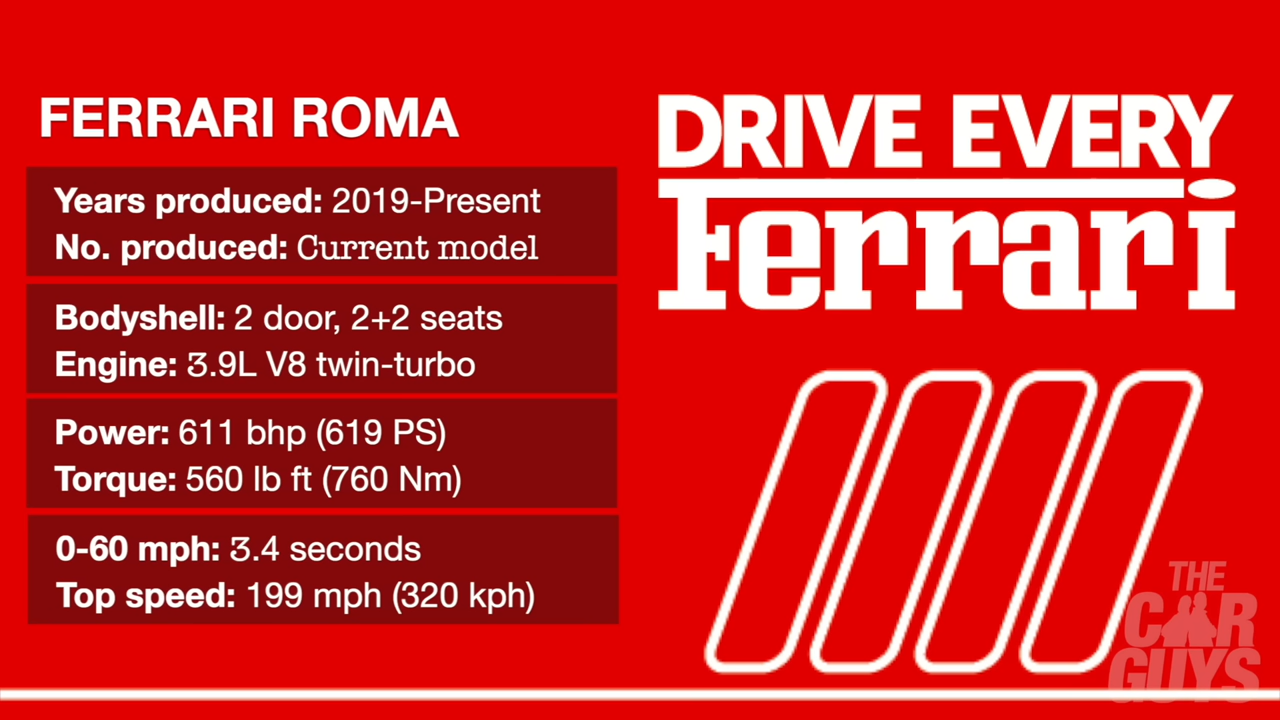 FERRARI ROMA
Years produced: 2019-Present
No. produced: Current model
Bodyshell: 2 door, 2+2 seats
Engine: 3.9L V8 twin-turbo
Power: 611 bhp (619 PS)
Torque: 560 lb ft (760 Nm)
0-60 mph: 3.4 seconds
Top speed: 199 mph (320 kph)
DRIVE EVERY
Ferrari
THE
CAR
GUYS